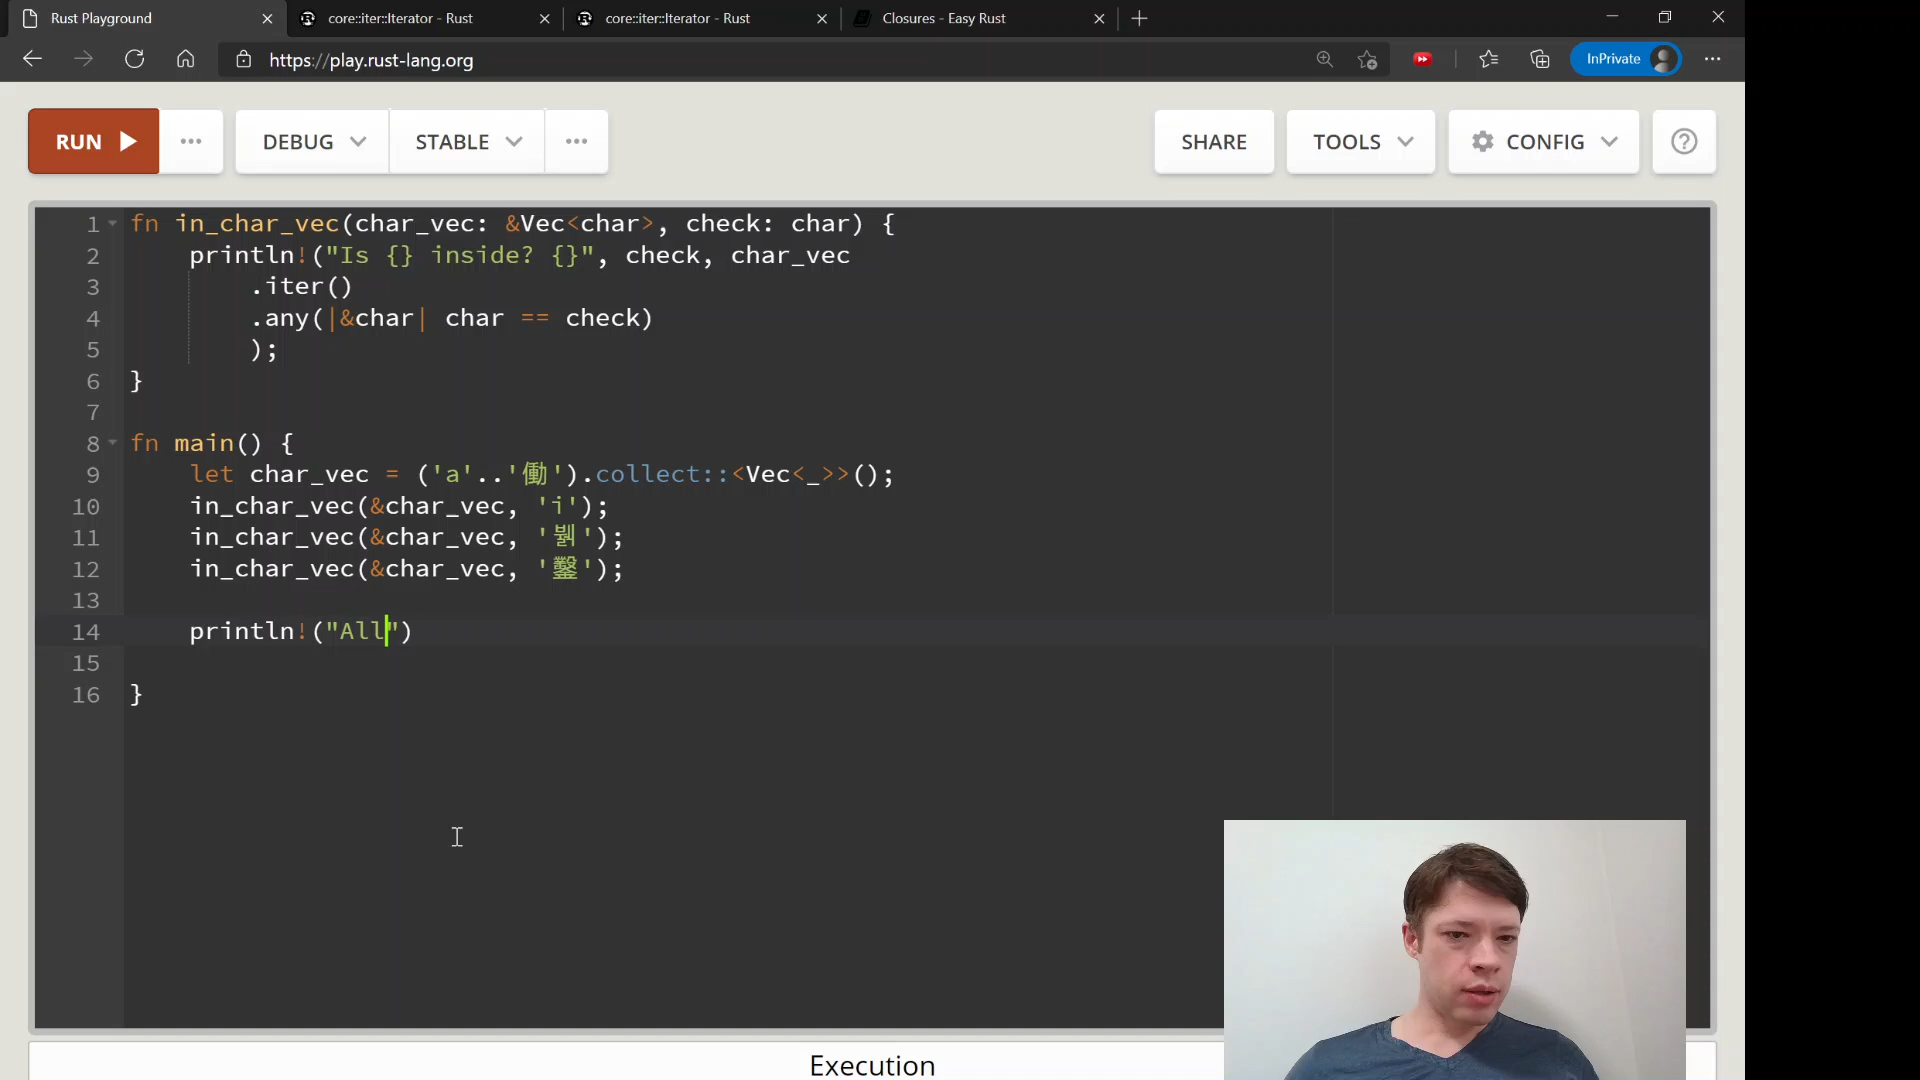 Rust Playground
core::iter::Iterator - Rust
core::iter::Iterator - Rust
Closures - Easy Rust
https://play.rust-lang.org
InPrivate
RUN
DEBUG
STABLE
SHARE
TOOLS
CONFIG
1 fn in_char_vec(char_vec: &Vec<char>, check: char) {
2 println!("Is {} inside? {}", check, char_vec
3 .iter()
4 .any(|&char| char == check)
5 );
6 }
7
8 fn main() {
9 let char_vec = ('a'..'働').collect::<Vec<_>>();
10 in_char_vec(&char_vec, 'i');
11 in_char_vec(&char_vec, '뷁');
12 in_char_vec(&char_vec, '鑿');
13
14 println!("All")
15
16 }
Execution